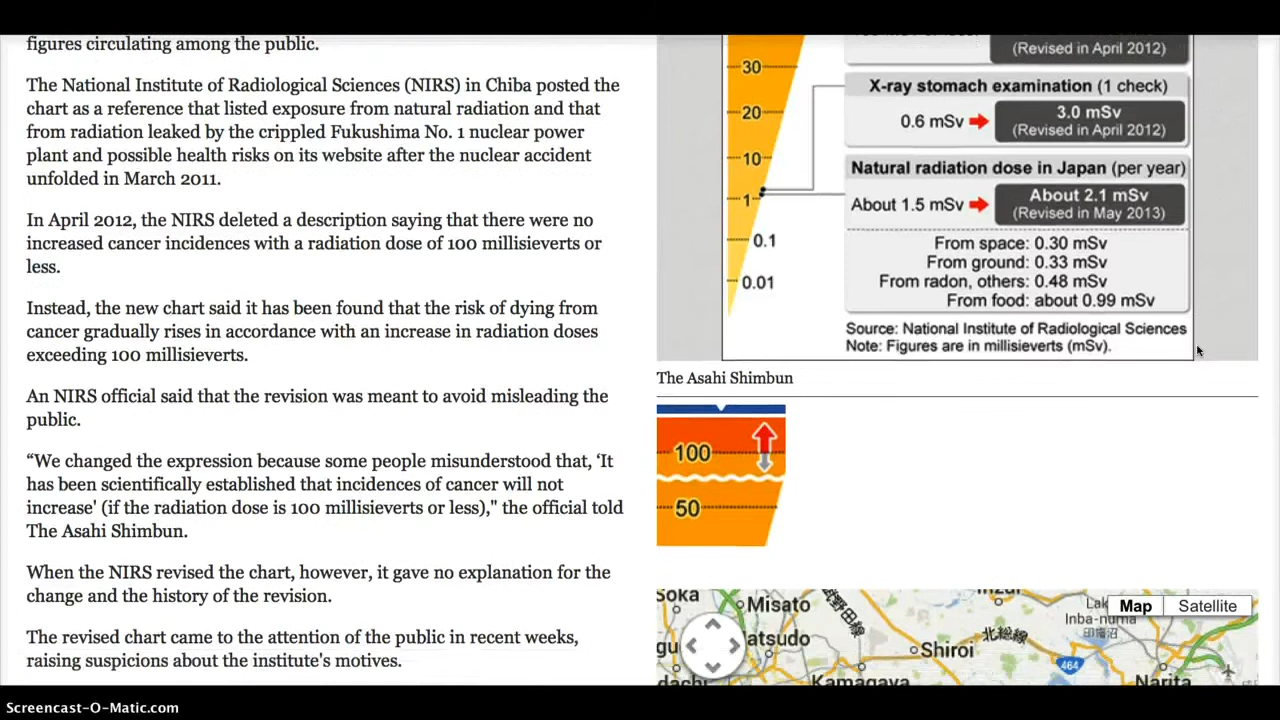 figures circulating among the public.
The National Institute of Radiological Sciences (NIRS) in Chiba posted the
chart as a reference that listed exposure from natural radiation and that
from radiation leaked by the crippled Fukushima No. 1 nuclear power
plant and possible health risks on its website after the nuclear accident
unfolded in March 2011.
In April 2012, the NIRS deleted a description saying that there were no
increased cancer incidences with a radiation dose of 100 millisieverts or
less.
Instead, the new chart said it has been found that the risk of dying from
cancer gradually rises in accordance with an increase in radiation doses
exceeding 100 millisieverts.
An NIRS official said that the revision was meant to avoid misleading the
public.
“We changed the expression because some people misunderstood that, ‘It
has been scientifically established that incidences of cancer will not
increase' (if the radiation dose is 100 millisieverts or less)," the official told
The Asahi Shimbun.
When the NIRS revised the chart, however, it gave no explanation for the
change and the history of the revision.
The revised chart came to the attention of the public in recent weeks,
raising suspicions about the institute's motives.
(Revised in April 2012)
30
20
10
1
0.1
0.01
X-ray stomach examination (1 check)
0.6 mSv
3.0 mSv
(Revised in April 2012)
Natural radiation dose in Japan (per year)
About 1.5 mSv
About 2.1 mSv
(Revised in May 2013)
From space: 0.30 mSv
From ground: 0.33 mSv
From radon, others: 0.48 mSv
From food: about 0.99 mSv
Source: National Institute of Radiological Sciences
Note: Figures are in millisieverts (mSv).
The Asahi Shimbun
100
50
Soka
Misato
武野田線
Inzai
Lak
Map
Satellite
Inba-numa
印旛沼
atsudo
Shiroi
北総線
464
Kamagaya
Narita
Screencast-O-Matic.com